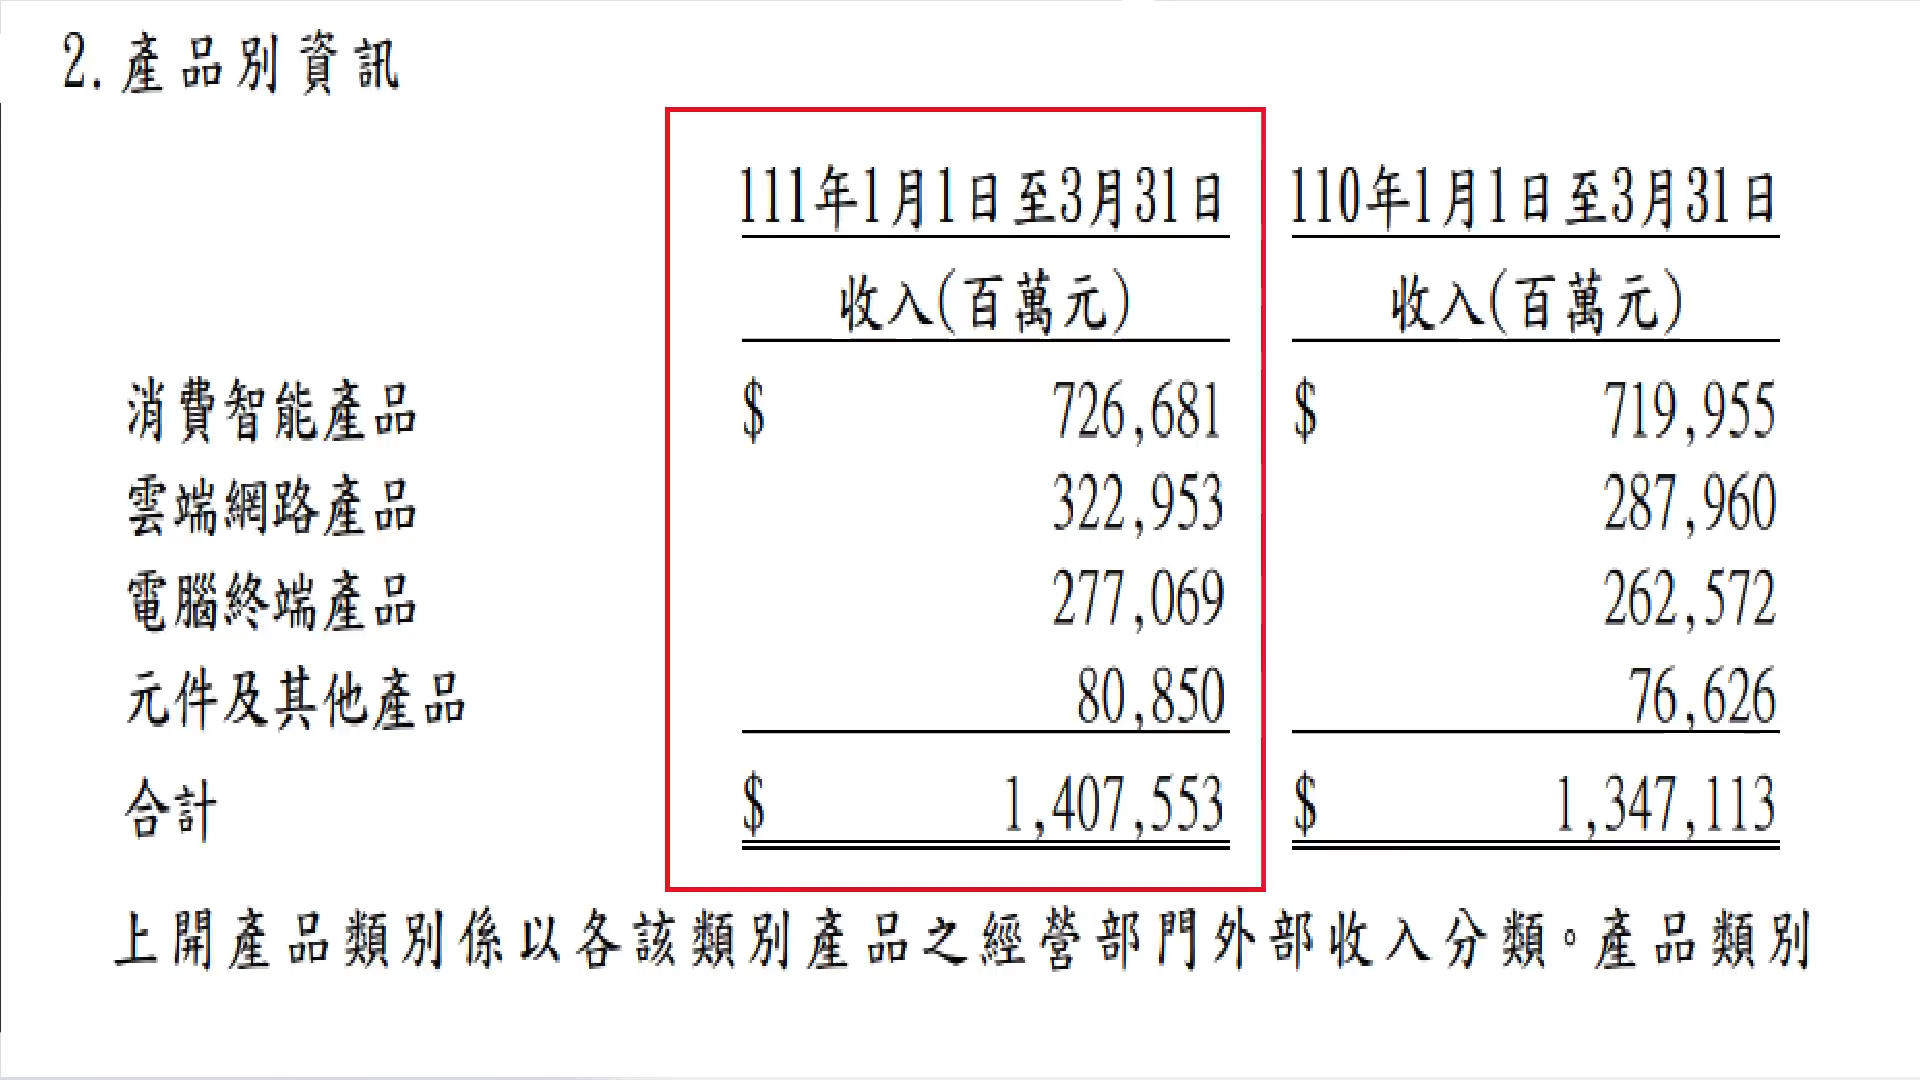 2.產品別資訊
111年1月1日至3月31日 110年1月1日至3月31日
收入(百萬元) 收入(百萬元)
消費智能產品 $ 726,681 $ 719,955
雲端網路產品 322,953 287,960
電腦終端產品 277,069 262,572
元件及其他產品 80,850 76,626
合計 $ 1,407,553 $ 1,347,113
上開產品類別係以各該類別產品之經營部門外部收入分類。產品類別